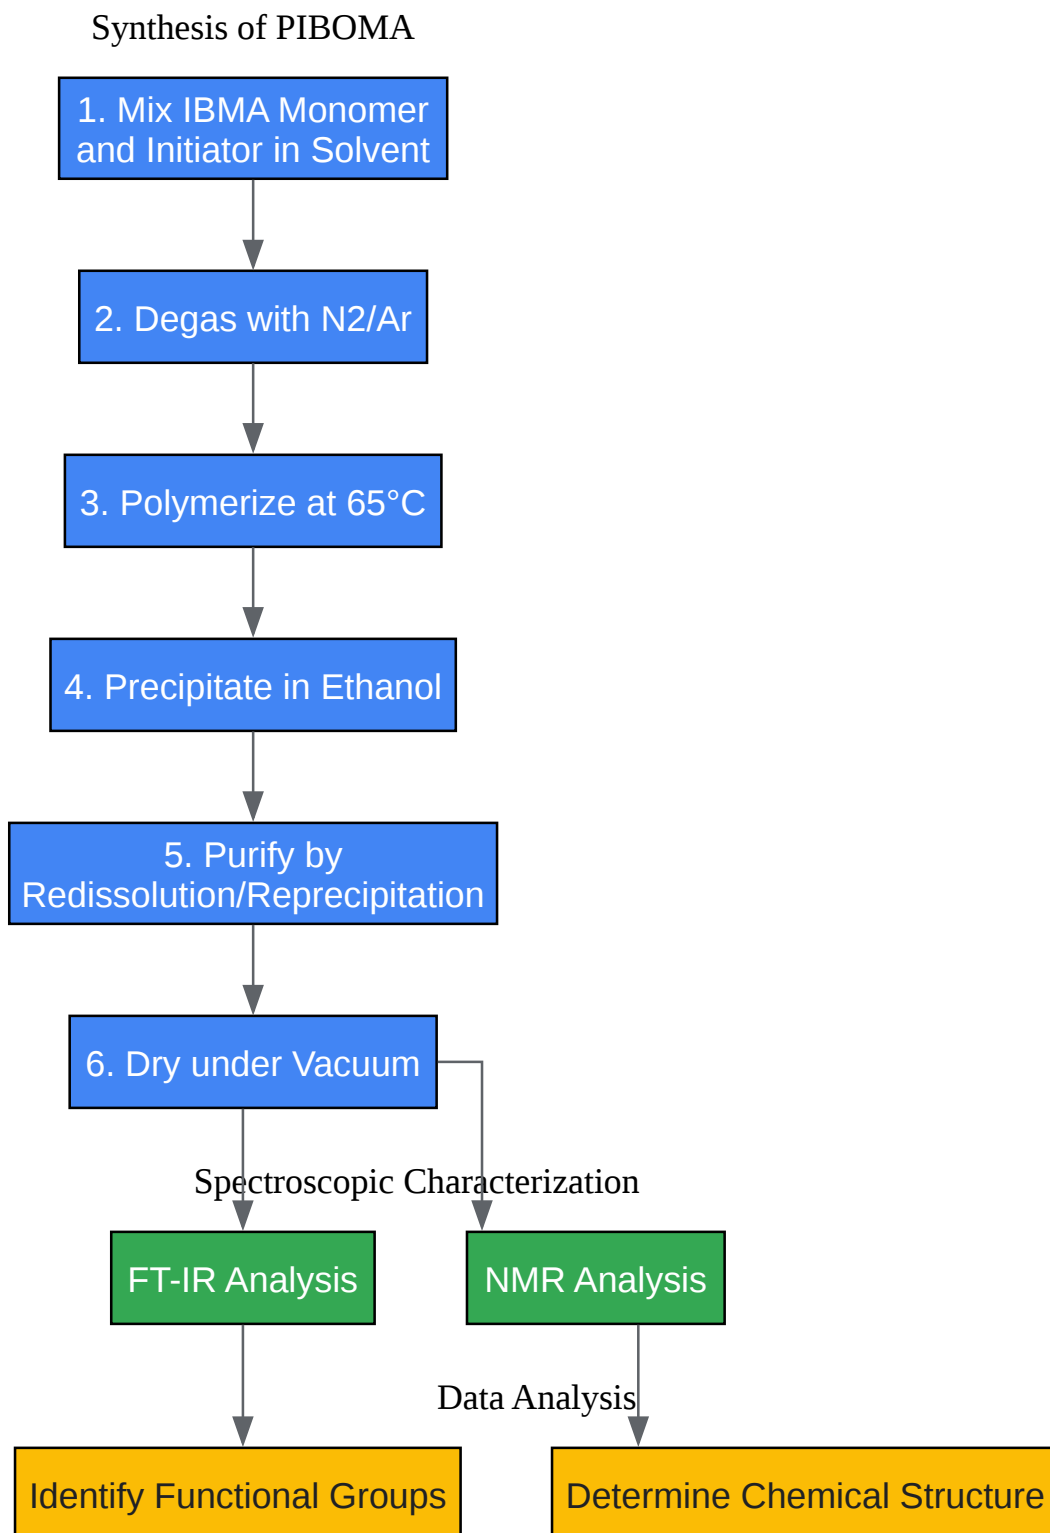 Synthesis of PIBOMA
1. Mix IBMA Monomer
and Initiator in Solvent
2. Degas with N2/Ar
3. Polymerize at 65°C
4. Precipitate in Ethanol
5. Purify by
Redissolution/Reprecipitation
6. Dry under Vacuum
Spectroscopic Characterization
FT-IR Analysis
NMR Analysis
Data Analysis
Identify Functional Groups
Determine Chemical Structure